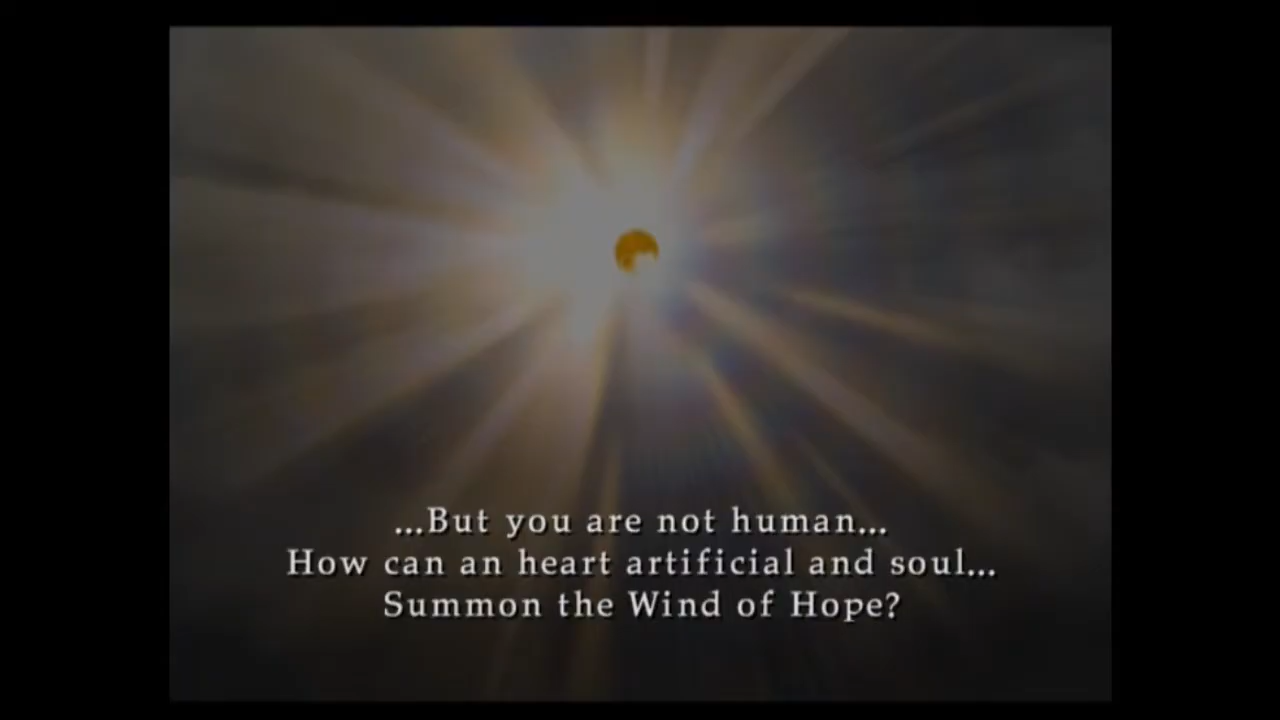 ...But you are not human...
How can an heart artificial and soul...
Summon the Wind of Hope?